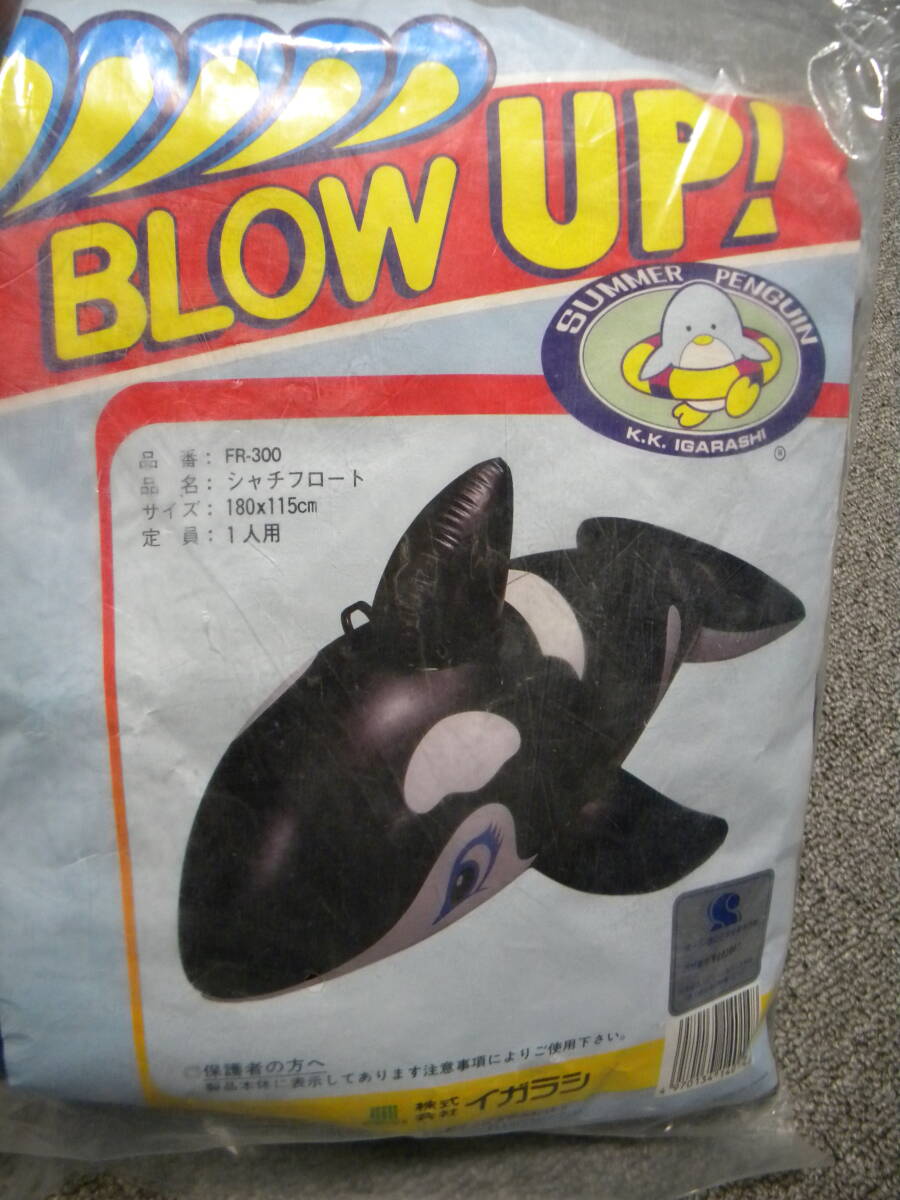 BLOW UP!
SUMMER PENGUIN
K.K. IGARASHI
®
品番: FR-300
品名: シャチフロート
サイズ: 180x115cm
定員: 1人用
保護者の方へ
製品本体に表示してあります注意事項によりご使用下さい。
株式会社 イガラシ